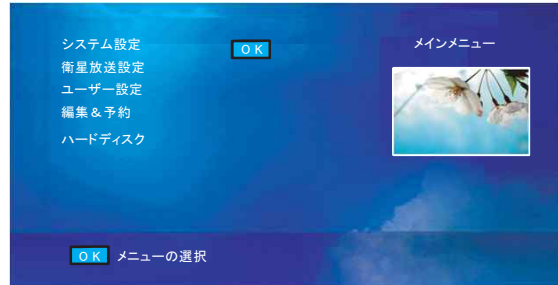 システム設定
OK
メインメニュー
衛星放送設定
ユーザー設定
編集＆予約
ハードディスク
OK メニューの選択